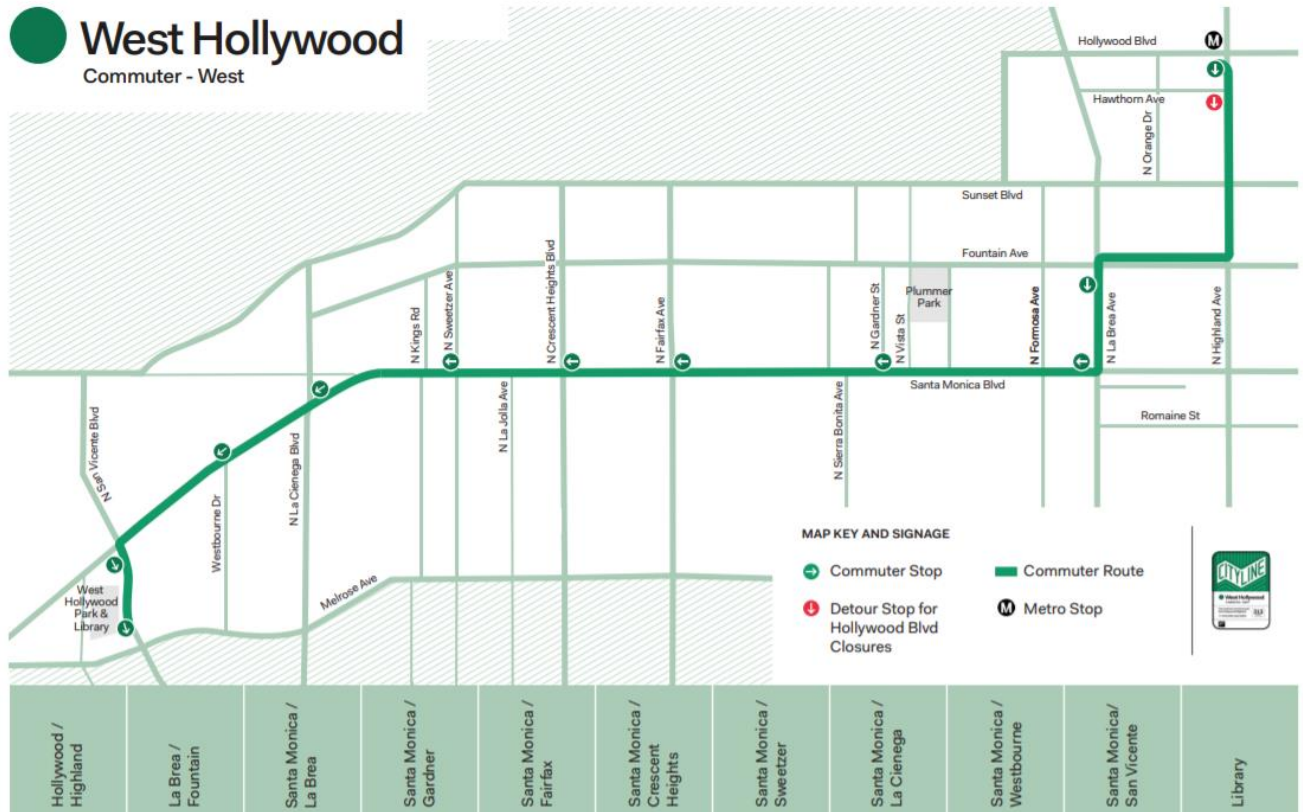 West Hollywood
Commuter - West
Hollywood Blvd
M
Hawthorn Ave
N Orange Dr
Sunset Blvd
Fountain Ave
N Crescent Heights Blvd
N Sweetzer Ave
N Kings Rd
N Fairfax Ave
N Gardner St
N Vista St
Plummer
Park
N Formosa Ave
N La Brea Ave
N Highland Ave
Santa Monica Blvd
N La Jolla Ave
N Sierra Bonita Ave
Romaine St
N San Vicente Blvd
N La Cienega Blvd
Westbourne Dr
Melrose Ave
West
Hollywood
Park &
Library
MAP KEY AND SIGNAGE
Commuter Stop
Commuter Route
Detour Stop for
Hollywood Blvd
Closures
M Metro Stop
CITYLINE
West Hollywood
Hollywood /
Highland
La Brea /
Fountain
Santa Monica /
La Brea
Santa Monica /
Gardner
Santa Monica /
Fairfax
Santa Monica /
Crescent
Heights
Santa Monica /
Sweetzer
Santa Monica /
La Cienega
Santa Monica /
Westbourne
Santa Monica/
San Vicente
Library